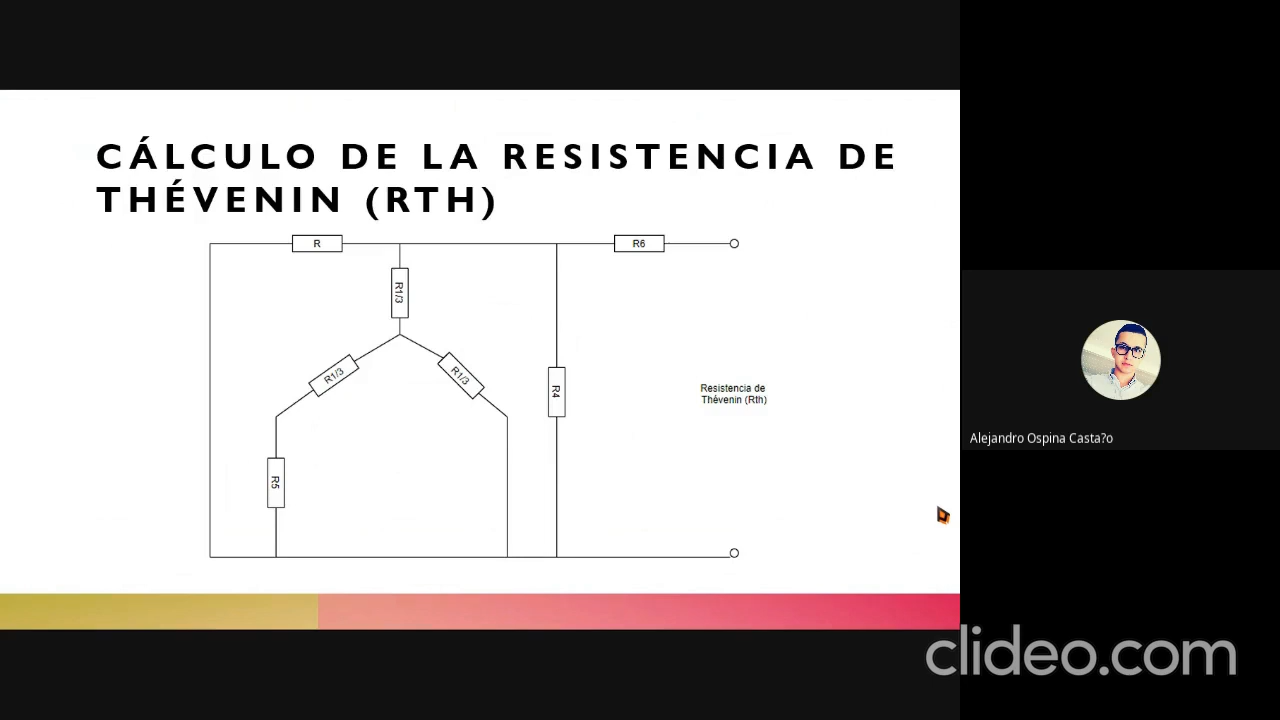 CÁLCULO DE LA RESISTENCIA DE
THÉVENIN (RTH)
R
R6
R1/3
R1/3
R1/3
R4
R5
Resistencia de
Thévenin (Rth)
Alejandro Ospina Casta?o
clideo.com